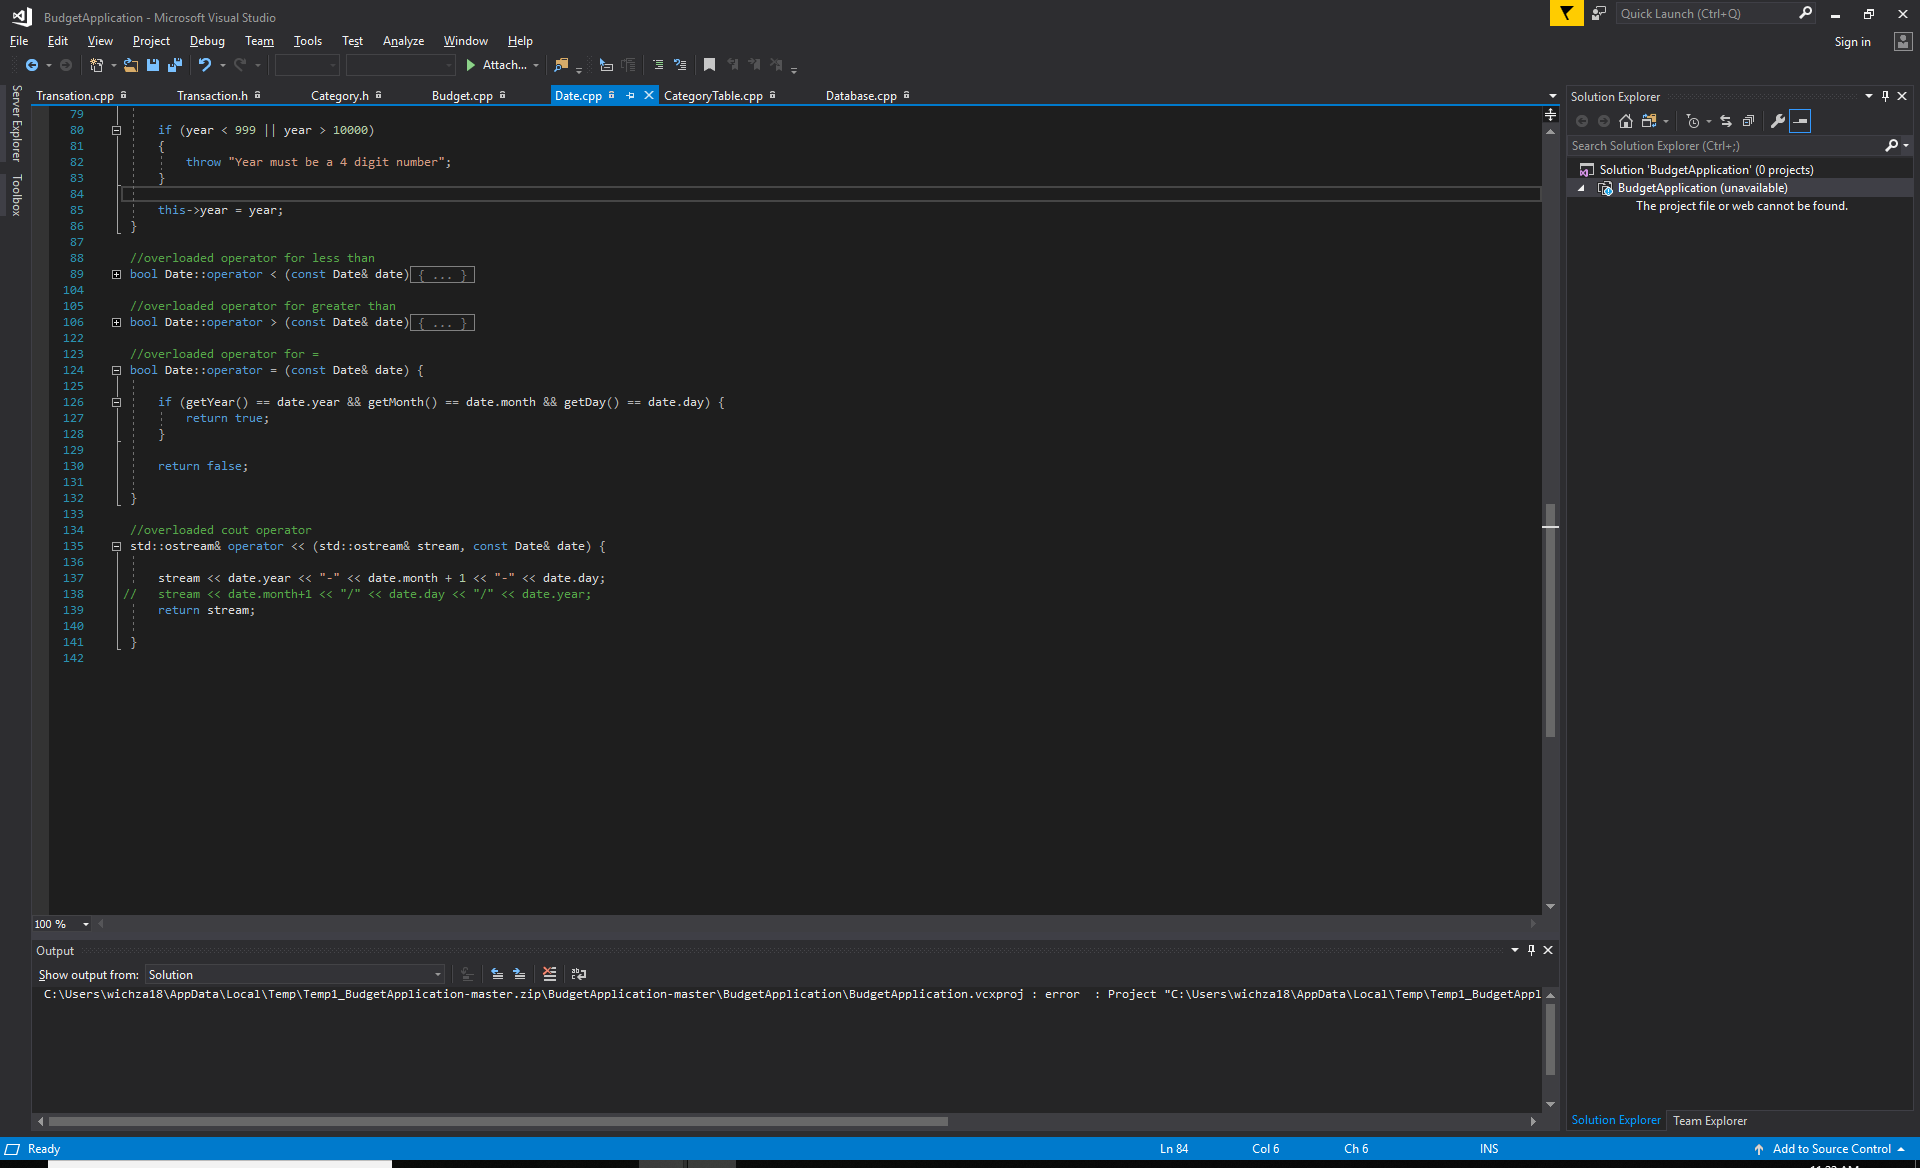 BudgetApplication - Microsoft Visual Studio
Quick Launch (Ctrl+Q)
File Edit View Project Debug Team Tools Test Analyze Window Help
Sign in
Attach...
Server Explorer
Toolbox
Transation.cpp Transaction.h Category.h Budget.cpp Date.cpp CategoryTable.cpp Database.cpp
79
80 if (year < 999 || year > 10000)
81 {
82 throw "Year must be a 4 digit number";
83 }
84
85 this->year = year;
86 }
87
88 //overloaded operator for less than
89 bool Date::operator < (const Date& date){ ... }
104
105 //overloaded operator for greater than
106 bool Date::operator > (const Date& date){ ... }
122
123 //overloaded operator for =
124 bool Date::operator = (const Date& date) {
125
126 if (getYear() == date.year && getMonth() == date.month && getDay() == date.day) {
127 return true;
128 }
129
130 return false;
131
132 }
133
134 //overloaded cout operator
135 std::ostream& operator << (std::ostream& stream, const Date& date) {
136
137 stream << date.year << "-" << date.month + 1 << "-" << date.day;
138 // stream << date.month+1 << "/" << date.day << "/" << date.year;
139 return stream;
140
141 }
142
100 %
Output
Show output from: Solution
C:\Users\wichza18\AppData\Local\Temp\Temp1_BudgetApplication-master.zip\BudgetApplication-master\BudgetApplication\BudgetApplication.vcxproj : error  : Project "C:\Users\wichza18\AppData\Local\Temp\Temp1_BudgetAppl
Solution Explorer
Search Solution Explorer (Ctrl+;)
Solution 'BudgetApplication' (0 projects)
BudgetApplication (unavailable)
The project file or web cannot be found.
Solution Explorer Team Explorer
Ready Ln 84 Col 6 Ch 6 INS Add to Source Control